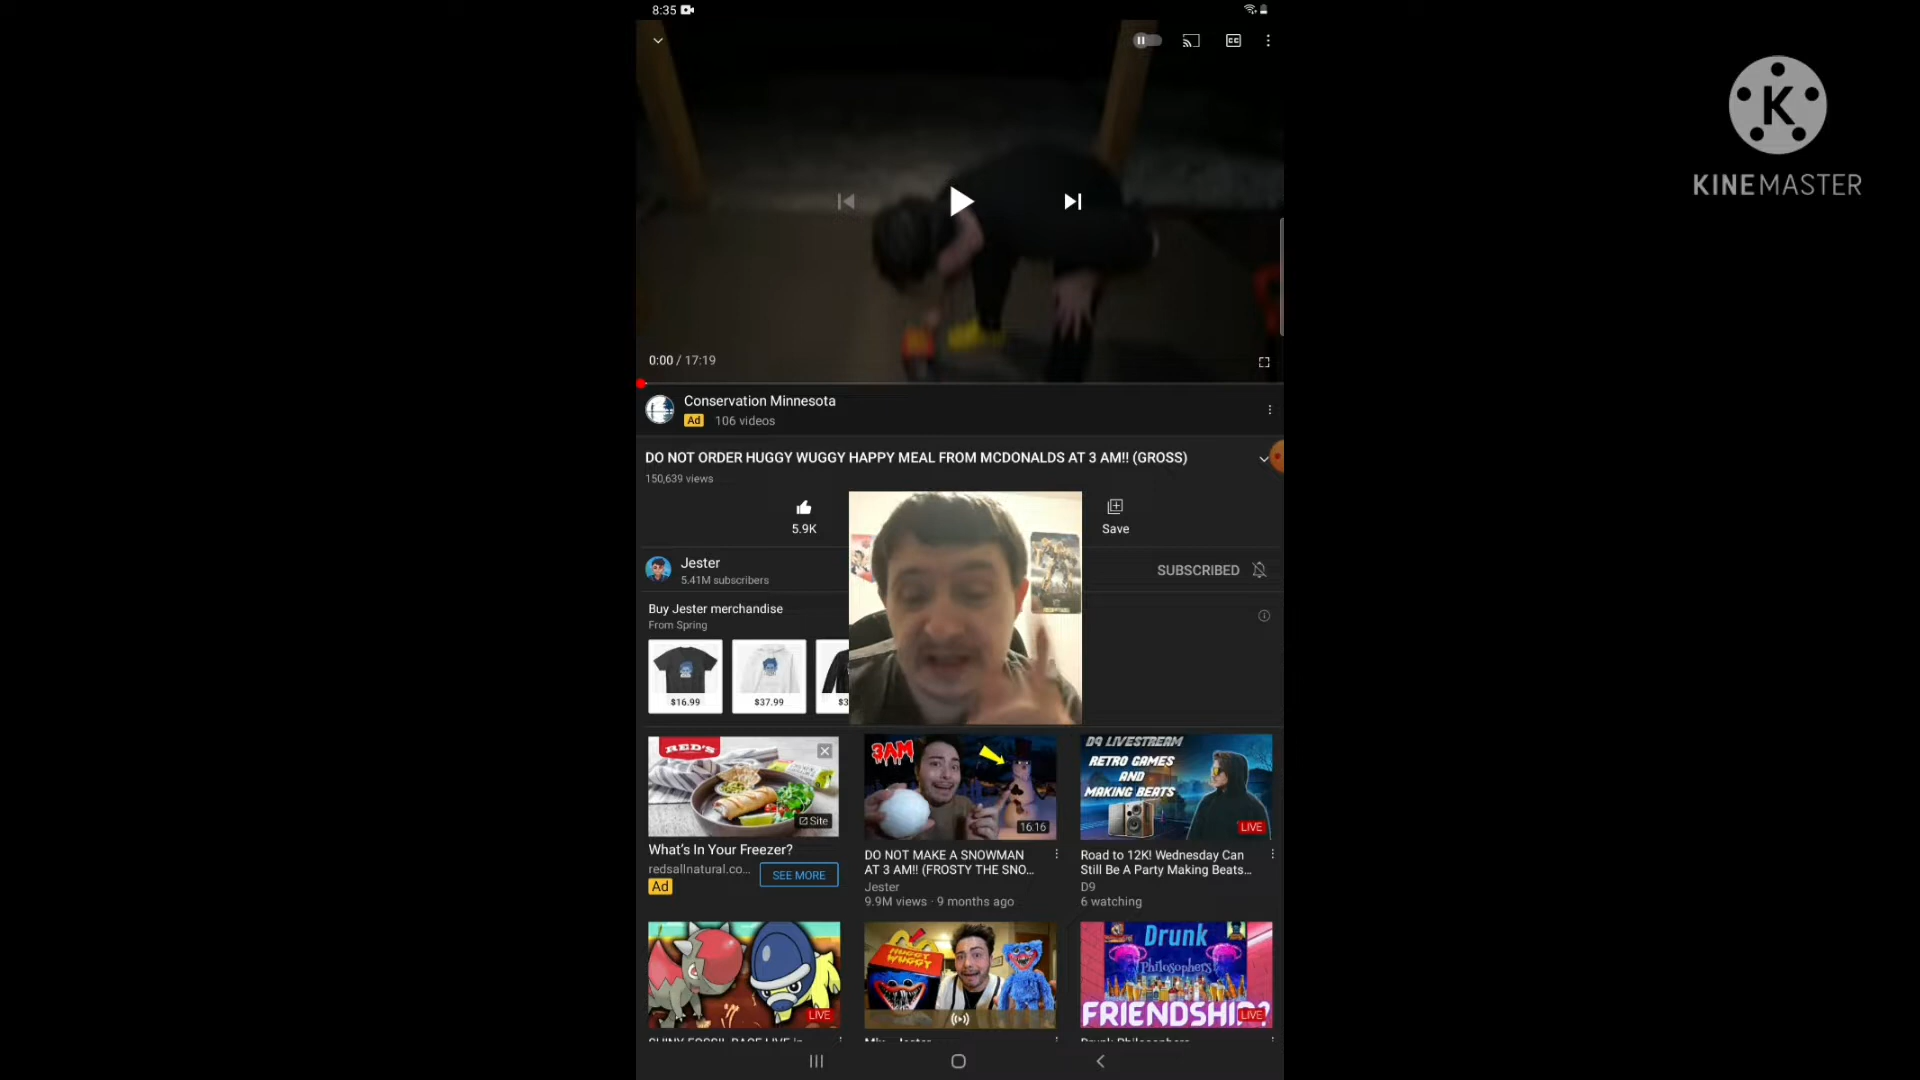 8:35
KINEMASTER
0:00 / 17:19
Conservation Minnesota
Ad 106 videos
DO NOT ORDER HUGGY WUGGY HAPPY MEAL FROM MCDONALDS AT 3 AM!! (GROSS)
150,639 views
5.9K
Save
Jester
5.41M subscribers
SUBSCRIBED
Buy Jester merchandise
From Spring
$16.99
$37.99
RED'S
Site
What's In Your Freezer?
redsallnatural.co...
SEE MORE
Ad
3AM
16:16
DO NOT MAKE A SNOWMAN
AT 3 AM!! (FROSTY THE SNO...
Jester
9.9M views · 9 months ago
D9 LIVESTREAM
RETRO GAMES
AND
MAKING BEATS
LIVE
Road to 12K! Wednesday Can
Still Be A Party Making Beats...
D9
6 watching
LIVE
HUGGY
WUGGY
Drunk
Philosophers
FRIENDSHIP?
LIVE